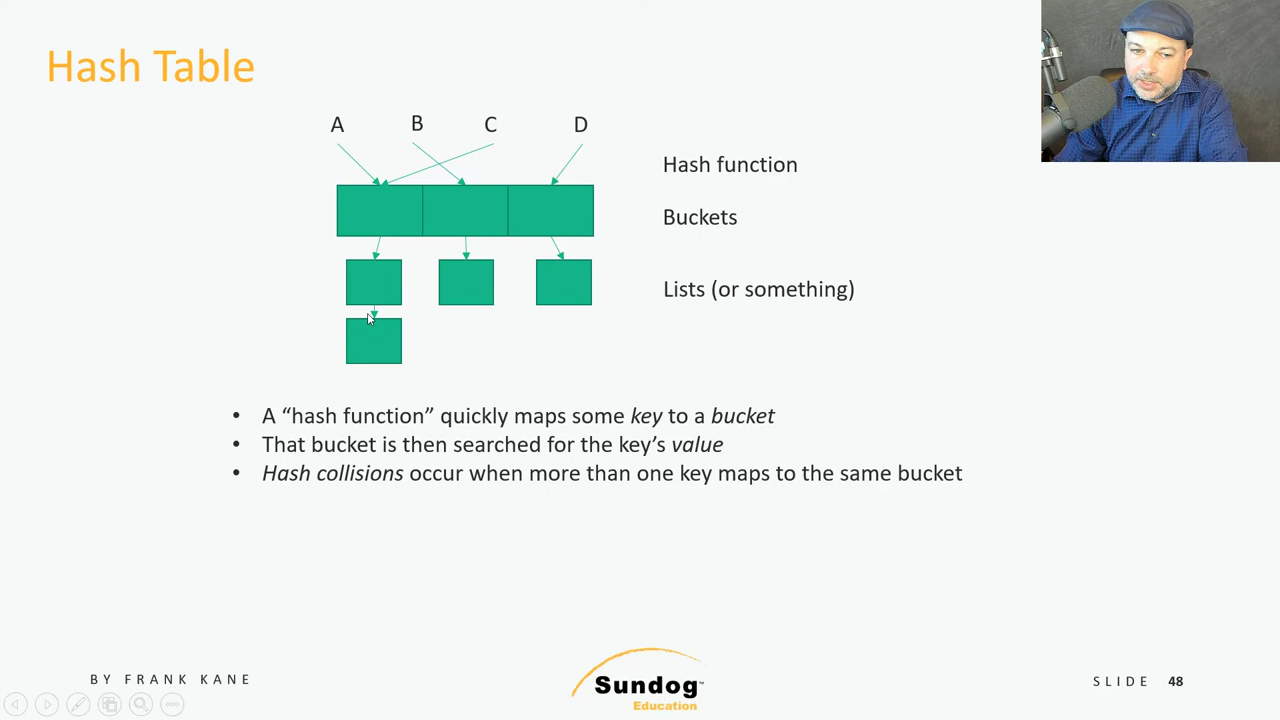 Hash Table
A B C D
Hash function
Buckets
Lists (or something)
• A “hash function” quickly maps some key to a bucket
• That bucket is then searched for the key’s value
• Hash collisions occur when more than one key maps to the same bucket
BY FRANK KANE
Sundog™
Education
SLIDE 48